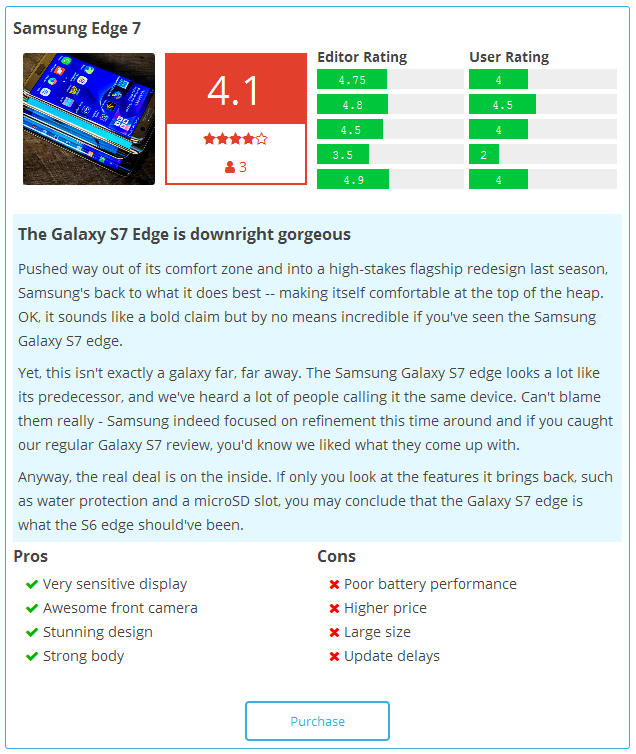 Samsung Edge 7
4.1
3
Editor Rating
4.75
4.8
4.5
3.5
4.9
User Rating
4
4.5
4
2
4
The Galaxy S7 Edge is downright gorgeous
Pushed way out of its comfort zone and into a high-stakes flagship redesign last season,
Samsung's back to what it does best -- making itself comfortable at the top of the heap.
OK, it sounds like a bold claim but by no means incredible if you've seen the Samsung
Galaxy S7 edge.
Yet, this isn't exactly a galaxy far, far away. The Samsung Galaxy S7 edge looks a lot like
its predecessor, and we've heard a lot of people calling it the same device. Can't blame
them really - Samsung indeed focused on refinement this time around and if you caught
our regular Galaxy S7 review, you'd know we liked what they come up with.
Anyway, the real deal is on the inside. If only you look at the features it brings back, such
as water protection and a microSD slot, you may conclude that the Galaxy S7 edge is
what the S6 edge should've been.
Pros
Very sensitive display
Awesome front camera
Stunning design
Strong body
Cons
Poor battery performance
Higher price
Large size
Update delays
Purchase